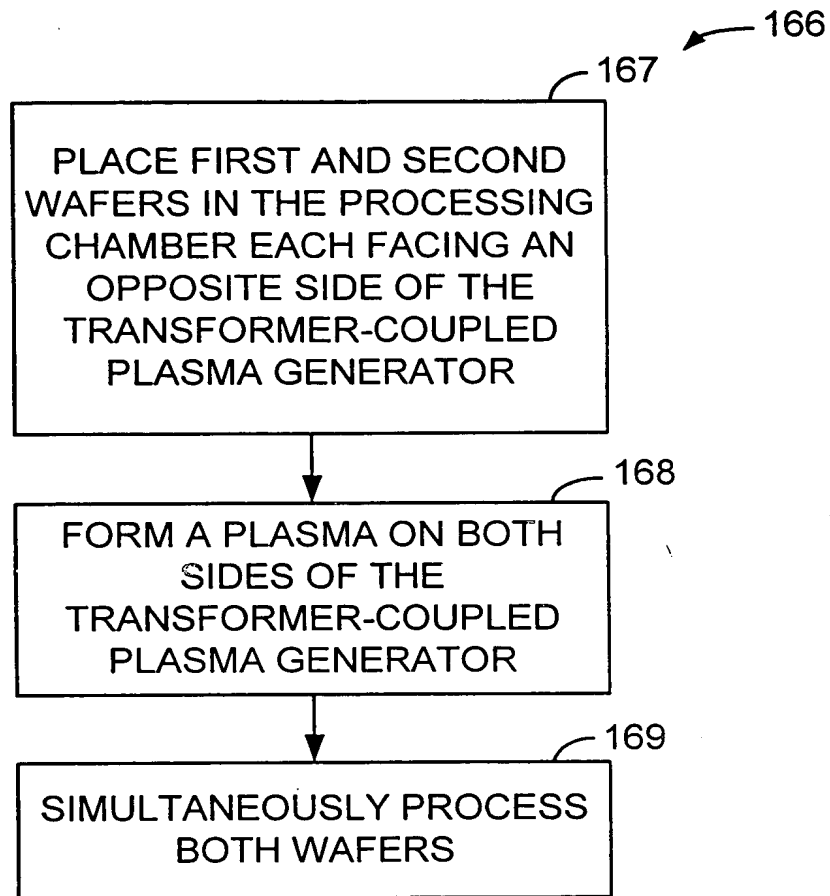 166
167
PLACE FIRST AND SECOND
WAFERS IN THE PROCESSING
CHAMBER EACH FACING AN
OPPOSITE SIDE OF THE
TRANSFORMER-COUPLED
PLASMA GENERATOR
168
FORM A PLASMA ON BOTH
SIDES OF THE
TRANSFORMER-COUPLED
PLASMA GENERATOR
169
SIMULTANEOUSLY PROCESS
BOTH WAFERS